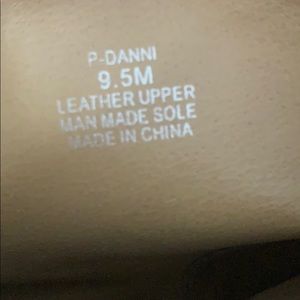 P-DANNI
9.5M
LEATHER UPPER
MAN MADE SOLE
MADE IN CHINA